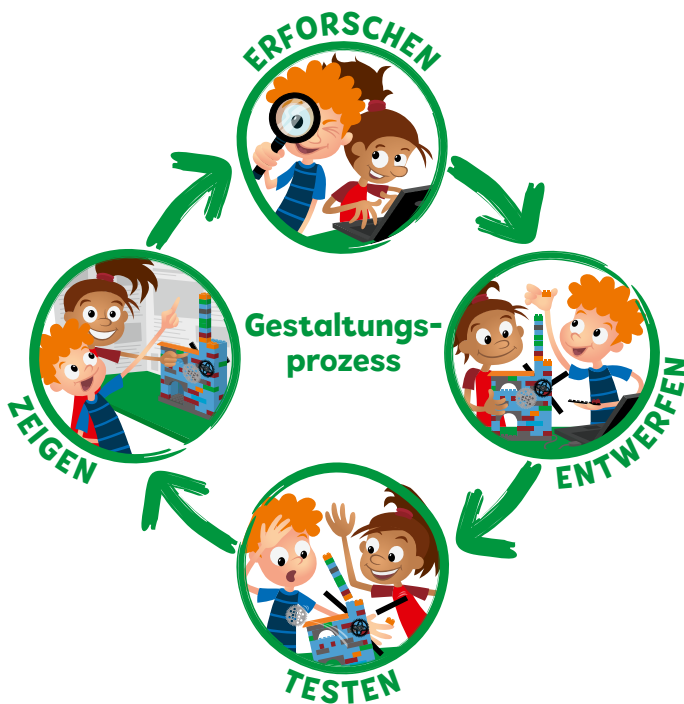 ERFORSCHEN
Gestaltungs-
prozess
ENTWERFEN
TESTEN
ZEIGEN